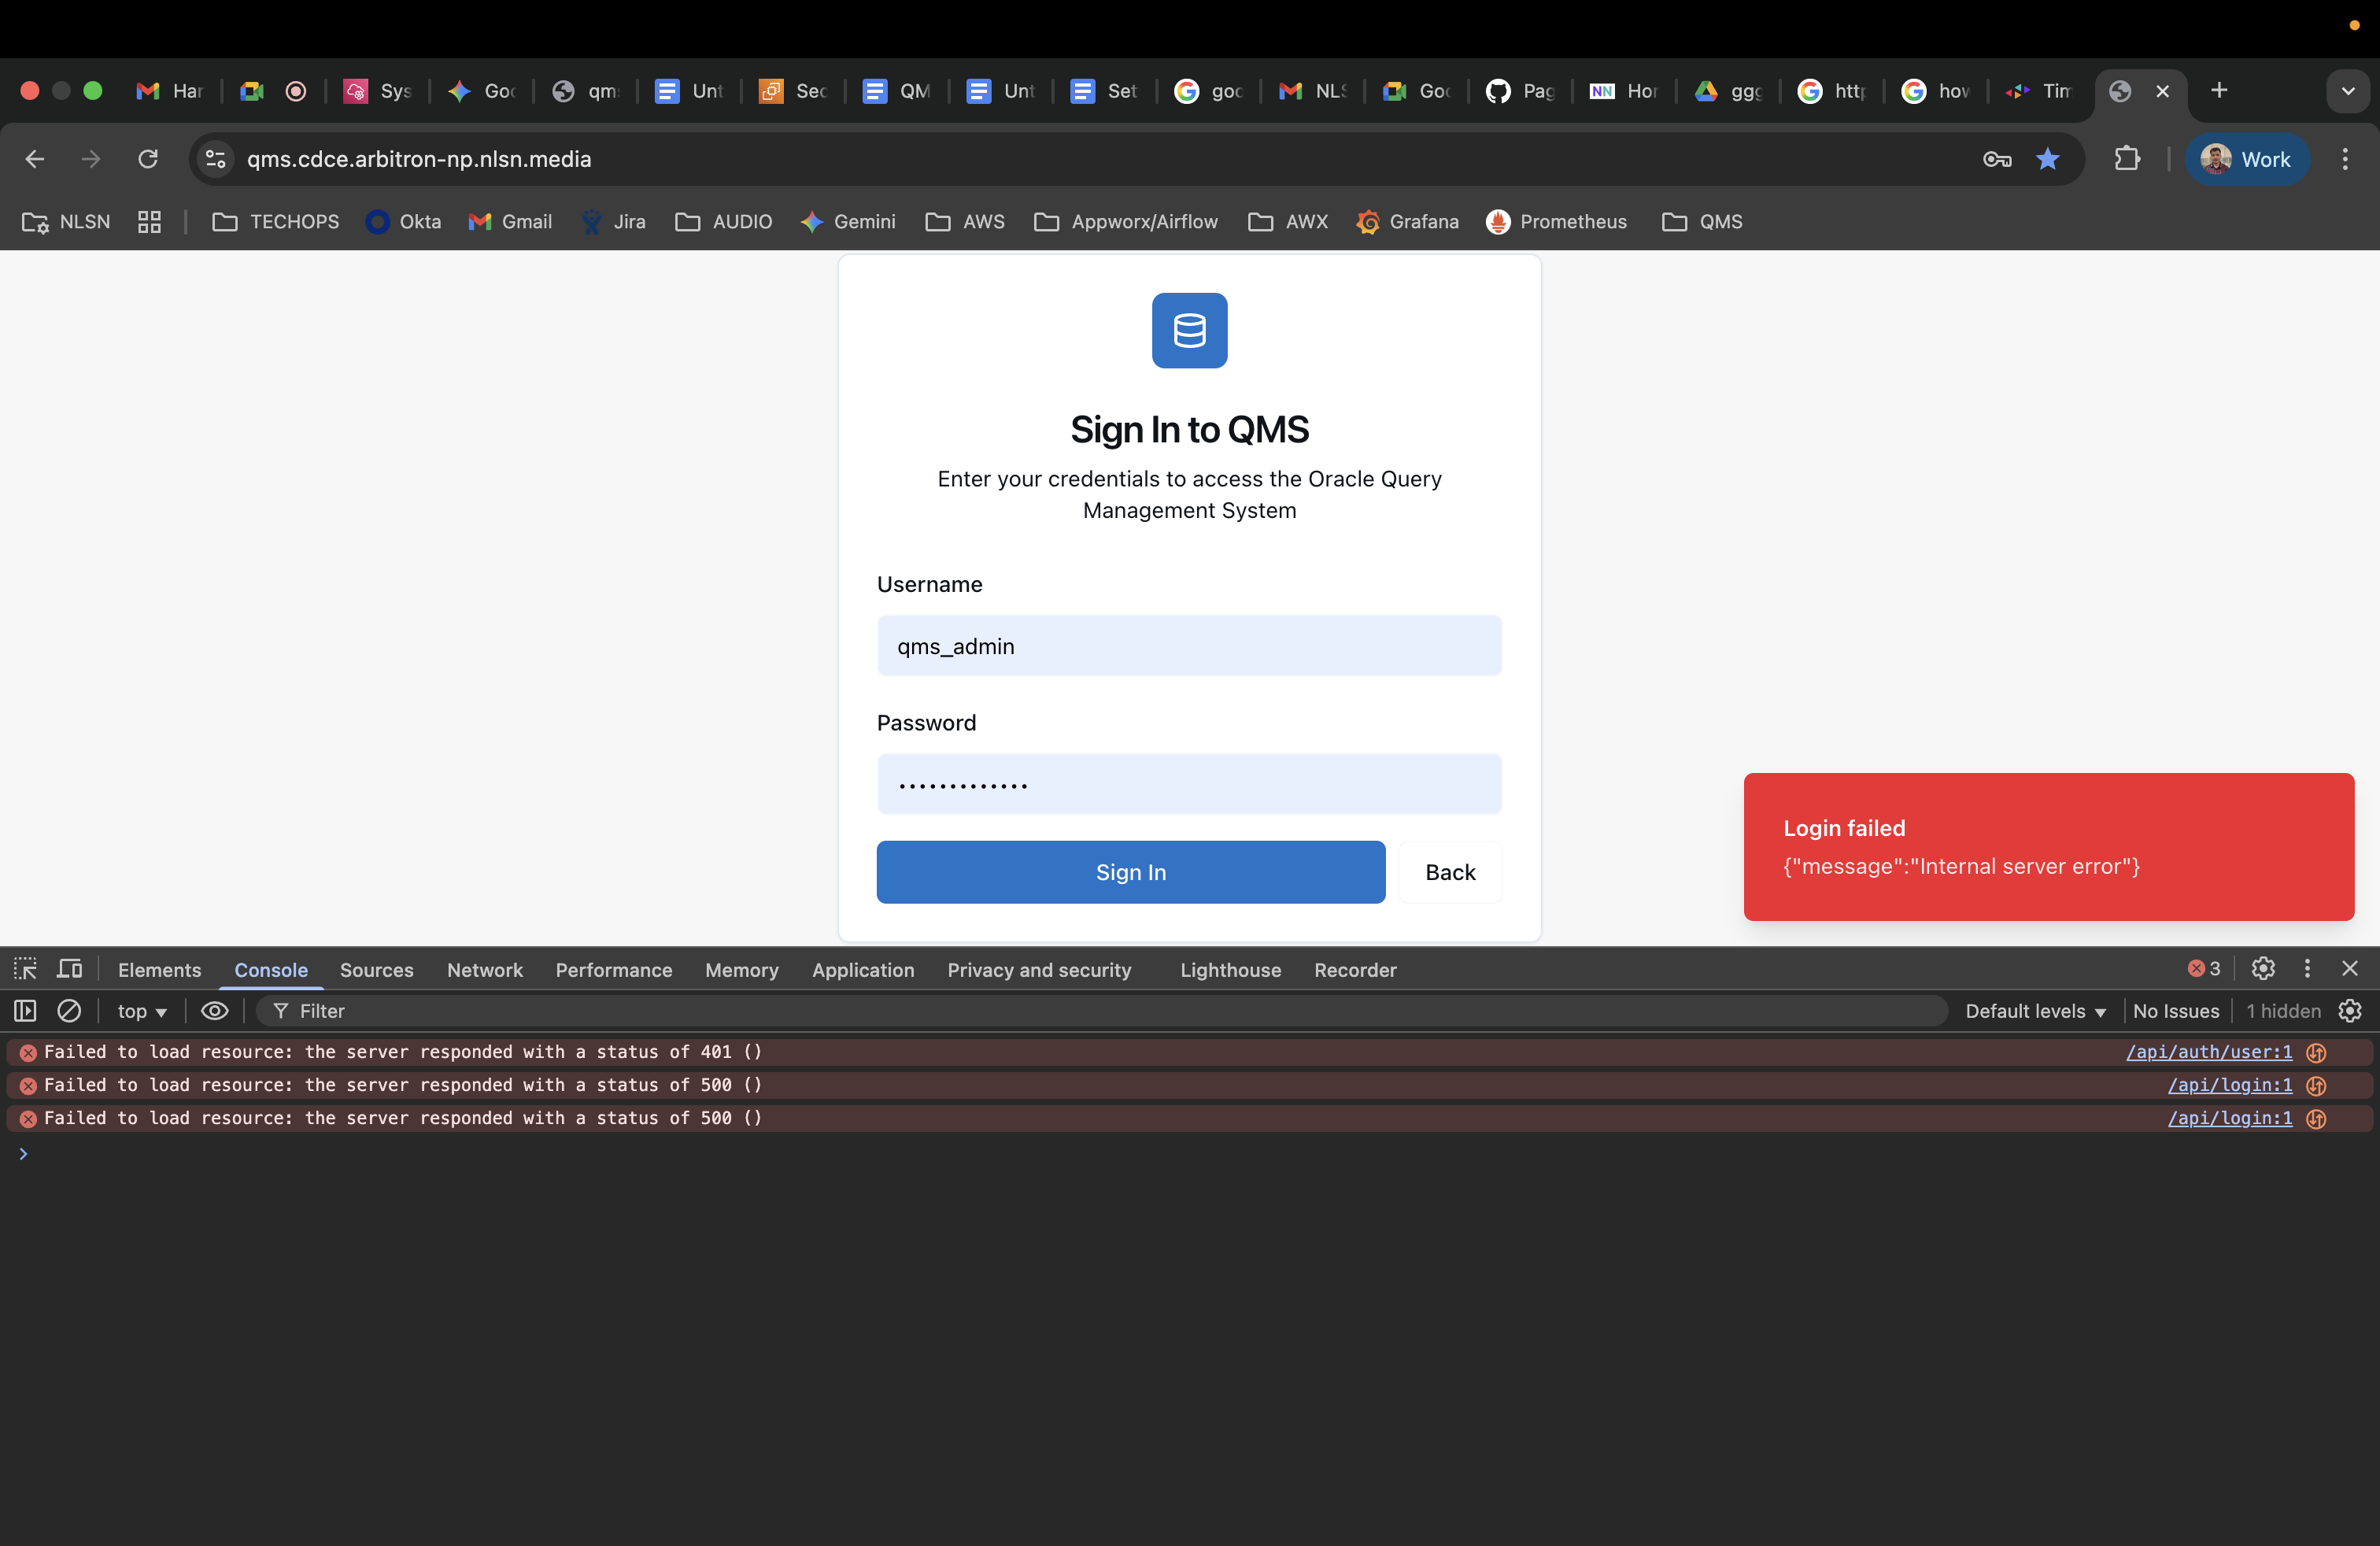 Har
Sys
Goo
qm
Unt
Sec
QM
Unt
Set
goo
NLS
Goo
Pag
NN Hor
ggg
http
how
Tim
qms.cdce.arbitron-np.nlsn.media
Work
NLSN
TECHOPS
Okta
Gmail
Jira
AUDIO
Gemini
AWS
Appworx/Airflow
AWX
Grafana
Prometheus
QMS
Sign In to QMS
Enter your credentials to access the Oracle Query
Management System
Username
qms_admin
Password
Sign In
Back
Login failed
{"message":"Internal server error"}
Elements Console Sources Network Performance Memory Application Privacy and security Lighthouse Recorder 3
top Filter Default levels No Issues 1 hidden
Failed to load resource: the server responded with a status of 401 () /api/auth/user:1
Failed to load resource: the server responded with a status of 500 () /api/login:1
Failed to load resource: the server responded with a status of 500 () /api/login:1